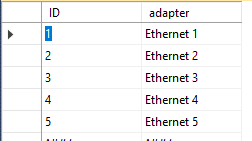 ID adapter
1 Ethernet 1
2 Ethernet 2
3 Ethernet 3
4 Ethernet 4
5 Ethernet 5